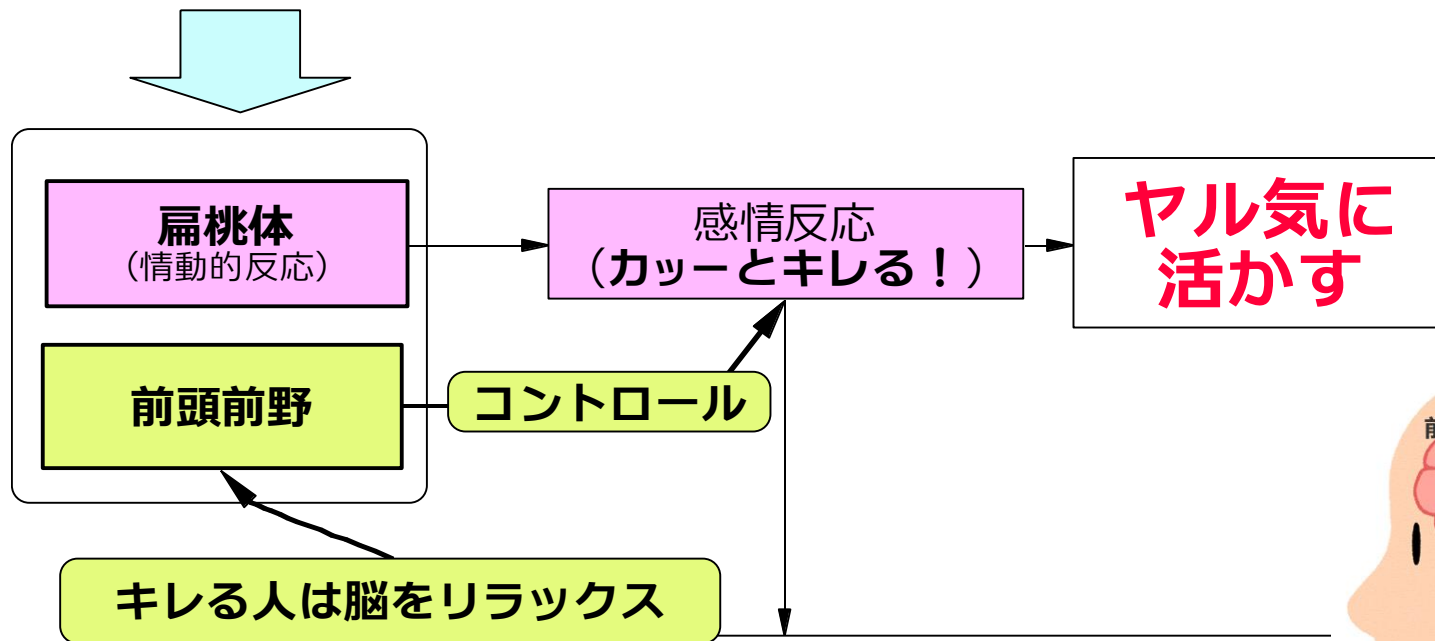 扁桃体
（情動的反応）
感情反応
（カッーとキレる！）
ヤル気に
活かす
前頭前野
コントロール
キレる人は脳をリラックス